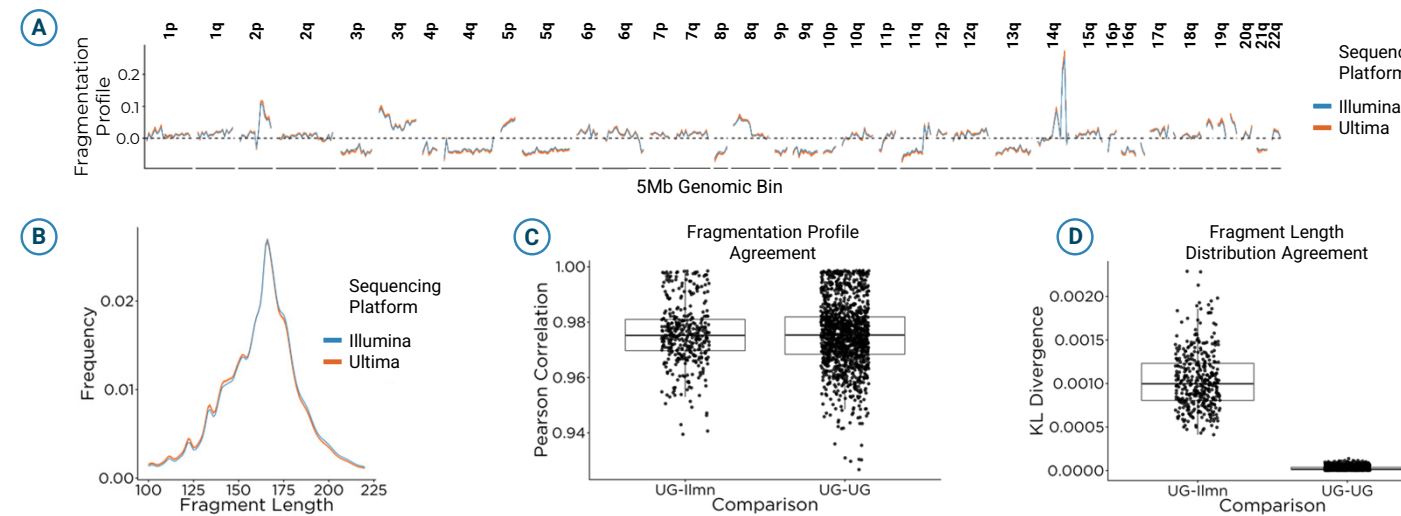 A
1p 1q 2p 2q 3p 3q 4p 4q 5p 5q 6p 6q 7p 7q 8p 8q 9p 9q 10p 10q 11p 11q 12p 12q 13q 14q 15q 16p 16q 17q 18q 19q 20q 21q 22q
Fragmentation
Profile
0.2
0.1
0.0
5Mb Genomic Bin
Sequenc
Platform
Illumina
Ultima
B
Frequency
0.02
0.01
0.00
100 125 150 175 200 225
Fragment Length
Sequencing
Platform
Illumina
Ultima
C
Fragmentation Profile
Agreement
Pearson Correlation
1.00
0.98
0.96
0.94
UG-Ilmn UG-UG
Comparison
D
Fragment Length
Distribution Agreement
KL Divergence
0.0020
0.0015
0.0010
0.0005
0.0000
UG-Ilmn UG-UG
Comparison